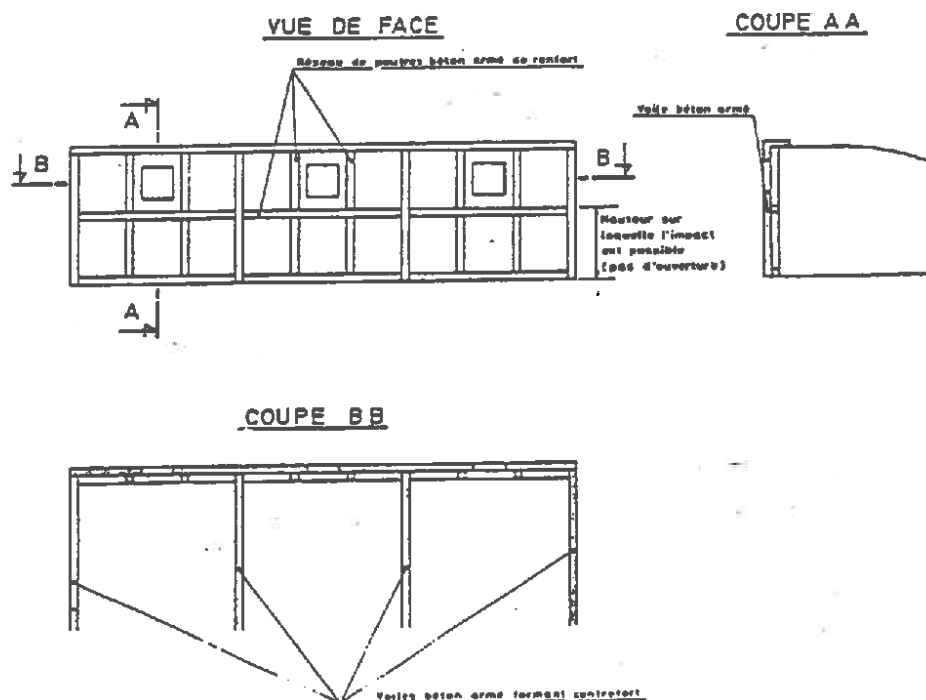 VUE DE FACE
COUPE AA
Réseau de poutres béton armé de renfort
Voile béton armé
A
B
B
Hauteur sur
laquelle l'impact
est possible
(pas d'ouverture)
A
COUPE BB
Voiles béton armé formant contrefort